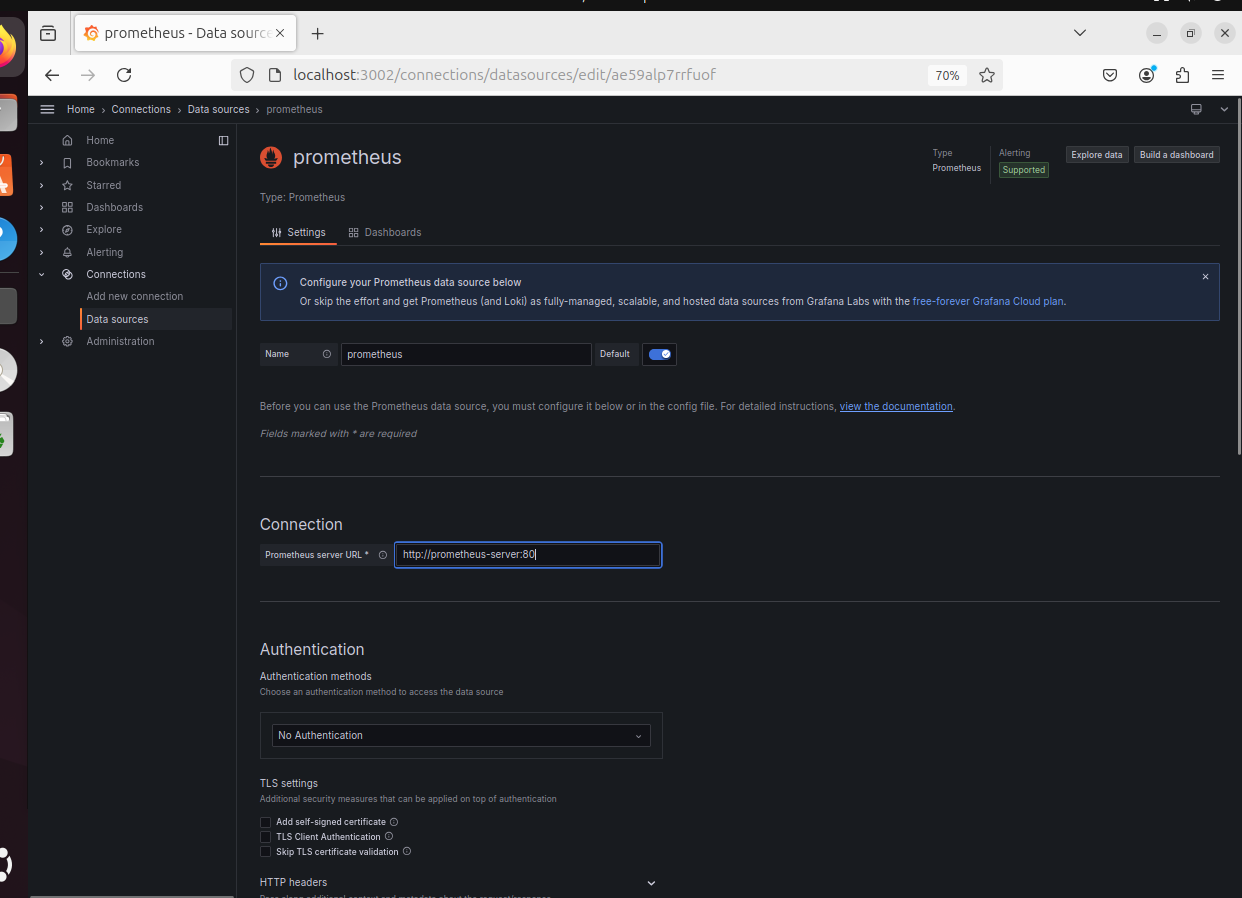 prometheus - Data sourc
localhost:3002/connections/datasources/edit/ae59alp7rrfuof
70%
Home › Connections › Data sources › prometheus
Home
Bookmarks
Starred
Dashboards
Explore
Alerting
Connections
Add new connection
Data sources
Administration
prometheus
Type
Prometheus
Alerting
Supported
Explore data
Build a dashboard
Type: Prometheus
Settings
Dashboards
Configure your Prometheus data source below
Or skip the effort and get Prometheus (and Loki) as fully-managed, scalable, and hosted data sources from Grafana Labs with the free-forever Grafana Cloud plan.
Name
prometheus
Default
Before you can use the Prometheus data source, you must configure it below or in the config file. For detailed instructions, view the documentation.
Fields marked with * are required
Connection
Prometheus server URL *
http://prometheus-server:80
Authentication
Authentication methods
Choose an authentication method to access the data source
No Authentication
TLS settings
Additional security measures that can be applied on top of authentication
Add self-signed certificate
TLS Client Authentication
Skip TLS certificate validation
HTTP headers